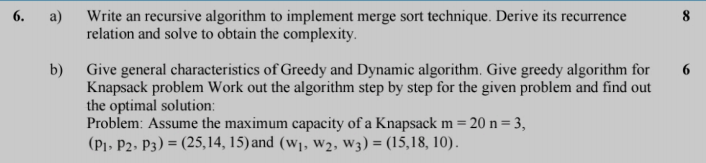 6. a) Write an recursive algorithm to implement merge sort technique. Derive its recurrence 8
relation and solve to obtain the complexity.
b) Give general characteristics of Greedy and Dynamic algorithm. Give greedy algorithm for 6
Knapsack problem Work out the algorithm step by step for the given problem and find out
the optimal solution:
Problem: Assume the maximum capacity of a Knapsack m = 20 n = 3,
(p1, p2, p3) = (25,14, 15) and (w1, w2, w3) = (15,18, 10).